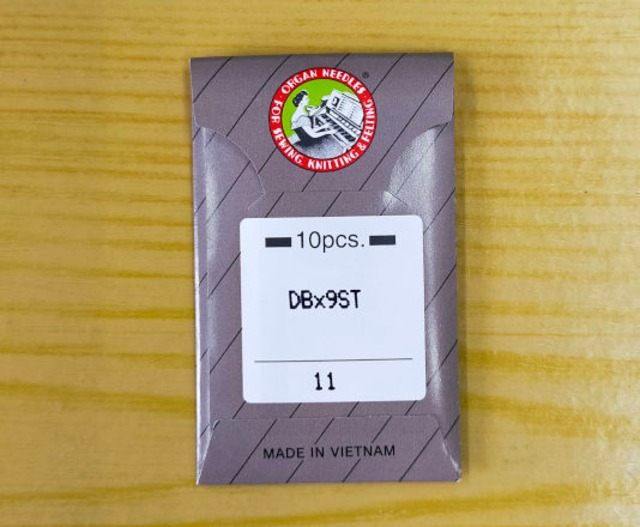 ORGAN NEEDLES ®
FOR SEWING, KNITTING & FELTING
10pcs.
DBx9ST
11
MADE IN VIETNAM